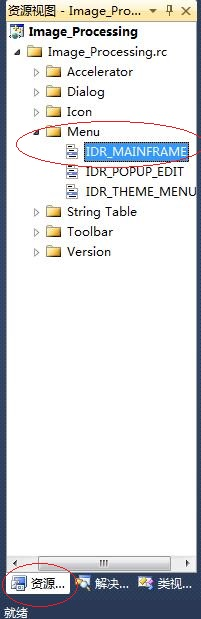 资源视图 - Image_Pro...
Image_Processing
Image_Processing.rc
Accelerator
Dialog
Icon
Menu
IDR_MAINFRAME
IDR_POPUP_EDIT
IDR_THEME_MENU
String Table
Toolbar
Version
资源... 解决... 类视...
就绪